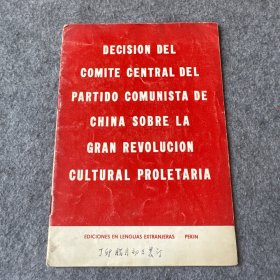 DECISION DEL
COMITE CENTRAL DEL
PARTIDO COMUNISTA DE
CHINA SOBRE LA
GRAN REVOLUCION
CULTURAL PROLETARIA
EDICIONES EN LENGUAS EXTRANJERAS PEKIN